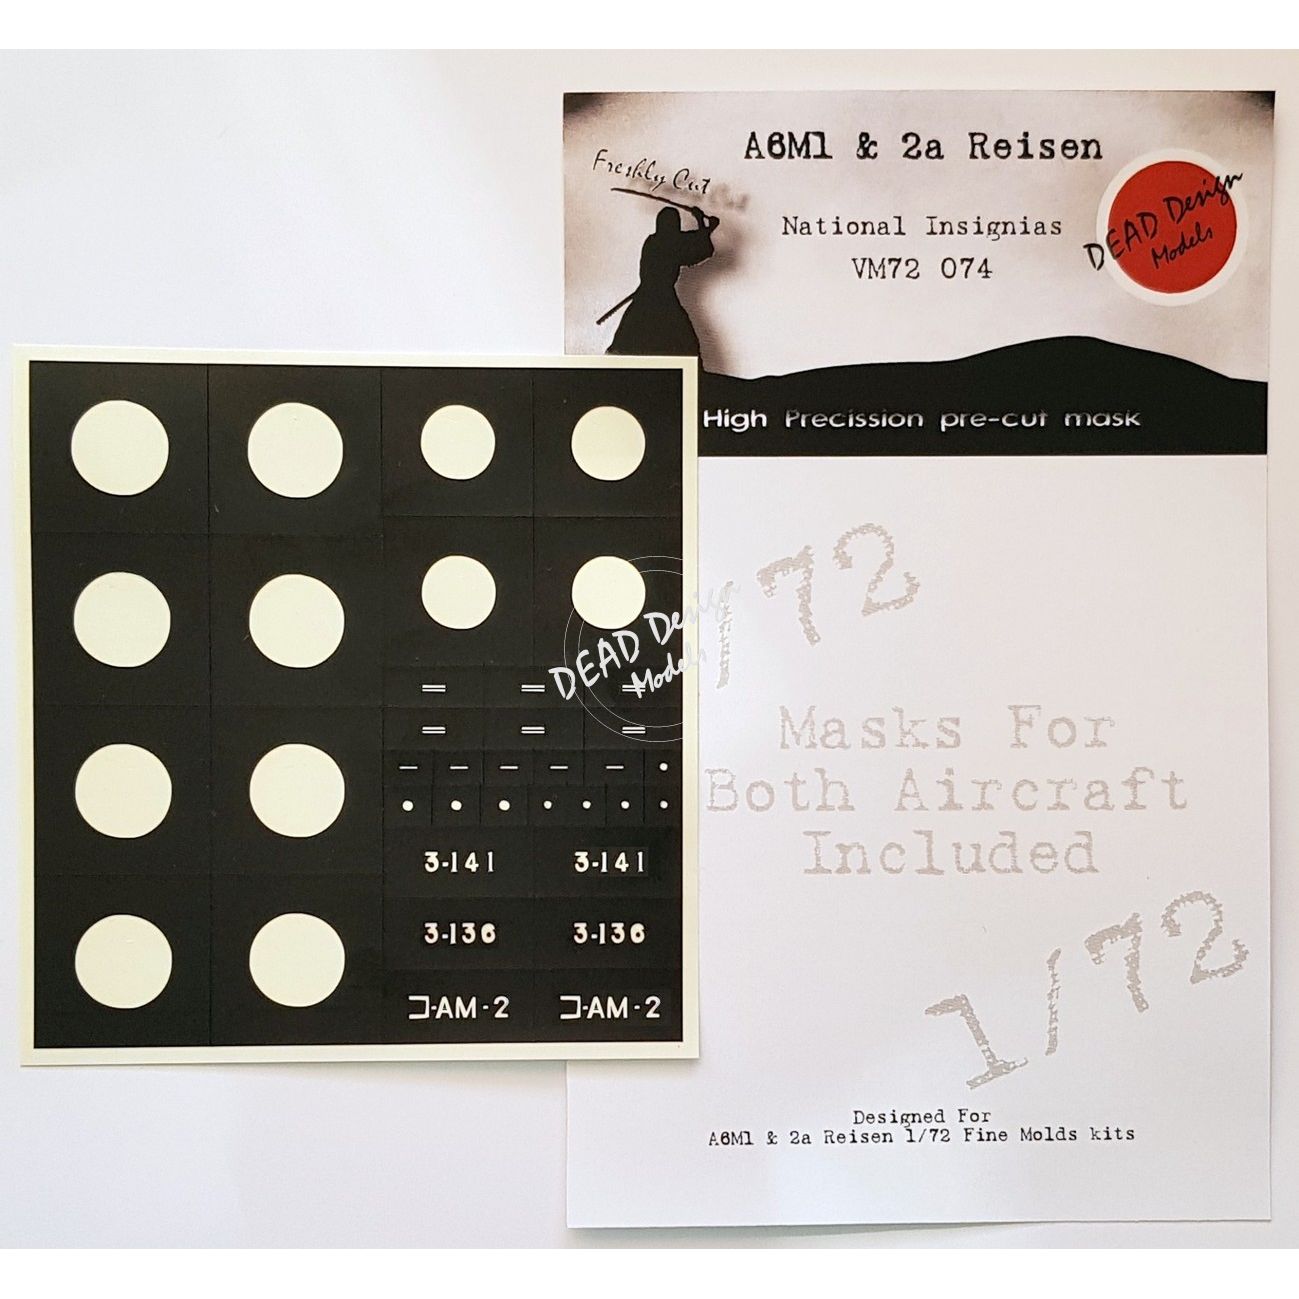 Freshly Cut
A6M1 & 2a Reisen
National Insignias
VM72 074
DEAD Design
Models
High Precission pre-cut mask
1/72
Masks For
Both Aircraft
Included
1/72
Designed For
A6M1 & 2a Reisen 1/72 Fine Molds kits
DEAD Design
Models
3-141 3-141
3-136 3-136
コ-AM-2 コ-AM-2